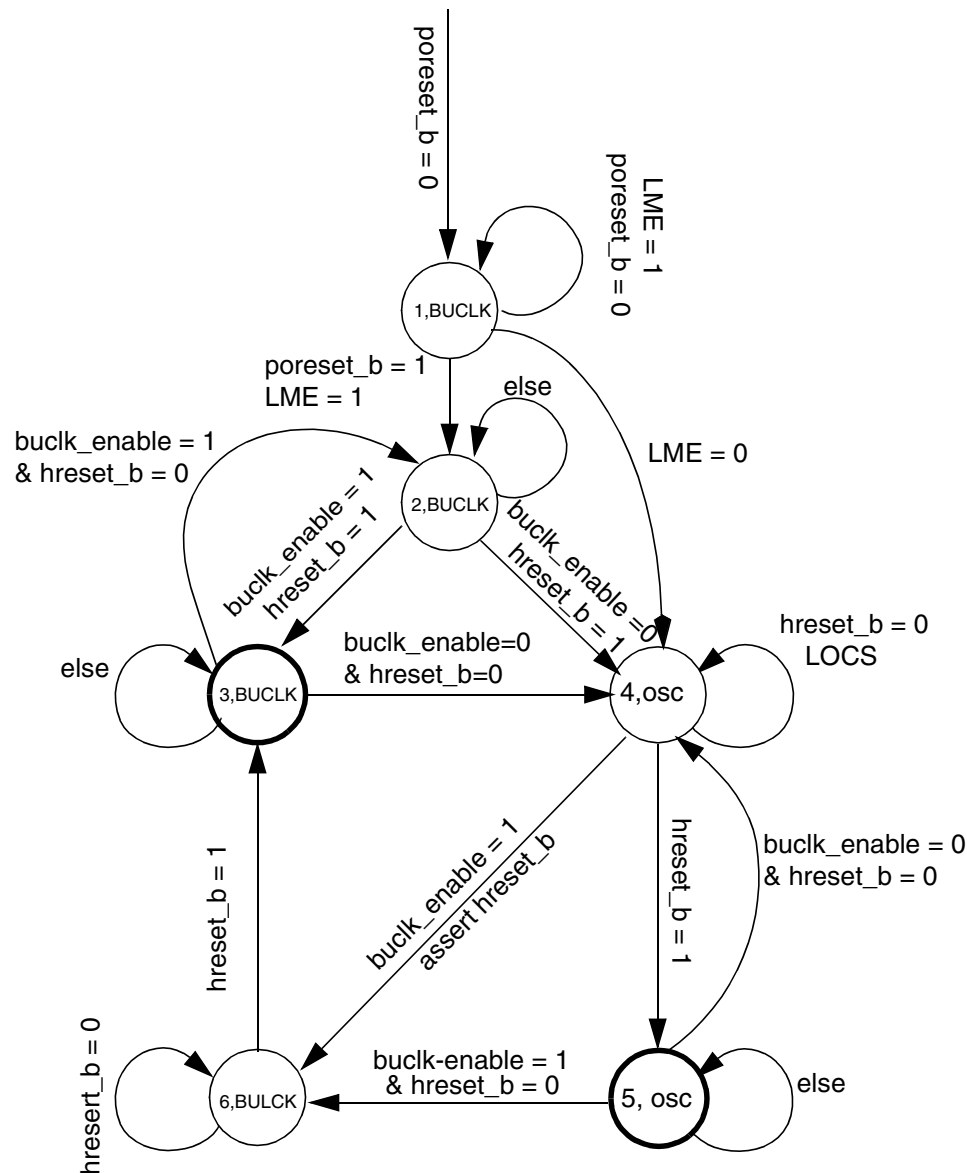 poreset_b = 0
LME = 1
poreset_b = 0
1,BUCLK
poreset_b = 1
LME = 1
else
buclk_enable = 1
& hreset_b = 0
LME = 0
2,BUCLK
buclk_enable = 1
hreset_b = 1
buclk_enable =0
hreset_b = 1
hreset_b = 0
LOCS
else
buclk_enable=0
& hreset_b=0
3,BUCLK
4,osc
hreset_b = 1
buclk_enable = 1
assert hreset_b
hreset_b = 1
buclk_enable = 0
& hreset_b = 0
hresert_b = 0
buclk-enable = 1
& hreset_b = 0
6,BULCK
5, osc
else